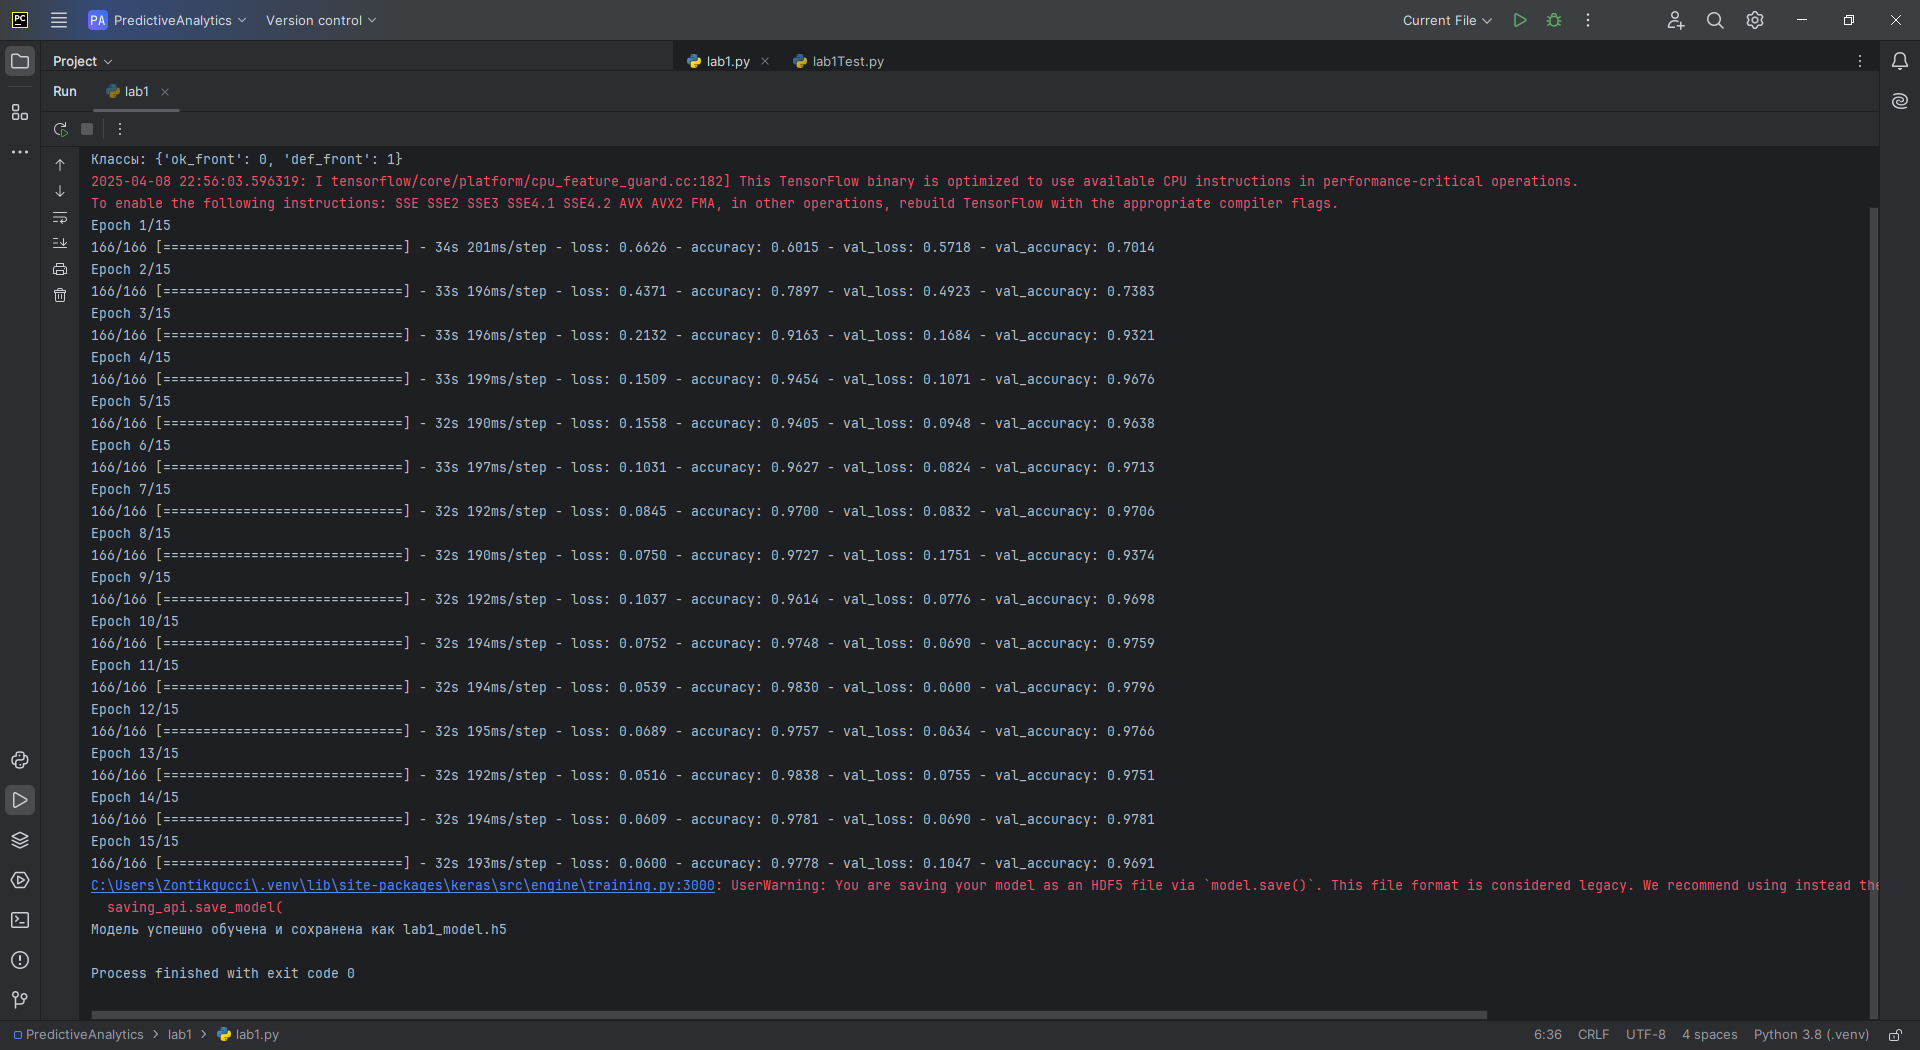 PC
PA PredictiveAnalytics Version control Current File
Project lab1.py lab1Test.py
Run lab1
Классы: {'ok_front': 0, 'def_front': 1}
2025-04-08 22:56:03.596319: I tensorflow/core/platform/cpu_feature_guard.cc:182] This TensorFlow binary is optimized to use available CPU instructions in performance-critical operations.
To enable the following instructions: SSE SSE2 SSE3 SSE4.1 SSE4.2 AVX AVX2 FMA, in other operations, rebuild TensorFlow with the appropriate compiler flags.
Epoch 1/15
166/166 [==============================] - 34s 201ms/step - loss: 0.6626 - accuracy: 0.6015 - val_loss: 0.5718 - val_accuracy: 0.7014
Epoch 2/15
166/166 [==============================] - 33s 196ms/step - loss: 0.4371 - accuracy: 0.7897 - val_loss: 0.4923 - val_accuracy: 0.7383
Epoch 3/15
166/166 [==============================] - 33s 196ms/step - loss: 0.2132 - accuracy: 0.9163 - val_loss: 0.1684 - val_accuracy: 0.9321
Epoch 4/15
166/166 [==============================] - 33s 199ms/step - loss: 0.1509 - accuracy: 0.9454 - val_loss: 0.1071 - val_accuracy: 0.9676
Epoch 5/15
166/166 [==============================] - 32s 190ms/step - loss: 0.1558 - accuracy: 0.9405 - val_loss: 0.0948 - val_accuracy: 0.9638
Epoch 6/15
166/166 [==============================] - 33s 197ms/step - loss: 0.1031 - accuracy: 0.9627 - val_loss: 0.0824 - val_accuracy: 0.9713
Epoch 7/15
166/166 [==============================] - 32s 192ms/step - loss: 0.0845 - accuracy: 0.9700 - val_loss: 0.0832 - val_accuracy: 0.9706
Epoch 8/15
166/166 [==============================] - 32s 190ms/step - loss: 0.0750 - accuracy: 0.9727 - val_loss: 0.1751 - val_accuracy: 0.9374
Epoch 9/15
166/166 [==============================] - 32s 192ms/step - loss: 0.1037 - accuracy: 0.9614 - val_loss: 0.0776 - val_accuracy: 0.9698
Epoch 10/15
166/166 [==============================] - 32s 194ms/step - loss: 0.0752 - accuracy: 0.9748 - val_loss: 0.0690 - val_accuracy: 0.9759
Epoch 11/15
166/166 [==============================] - 32s 194ms/step - loss: 0.0539 - accuracy: 0.9830 - val_loss: 0.0600 - val_accuracy: 0.9796
Epoch 12/15
166/166 [==============================] - 32s 195ms/step - loss: 0.0689 - accuracy: 0.9757 - val_loss: 0.0634 - val_accuracy: 0.9766
Epoch 13/15
166/166 [==============================] - 32s 192ms/step - loss: 0.0516 - accuracy: 0.9838 - val_loss: 0.0755 - val_accuracy: 0.9751
Epoch 14/15
166/166 [==============================] - 32s 194ms/step - loss: 0.0609 - accuracy: 0.9781 - val_loss: 0.0690 - val_accuracy: 0.9781
Epoch 15/15
166/166 [==============================] - 32s 193ms/step - loss: 0.0600 - accuracy: 0.9778 - val_loss: 0.1047 - val_accuracy: 0.9691
C:\Users\Zontikgucci\.venv\lib\site-packages\keras\src\engine\training.py:3000: UserWarning: You are saving your model as an HDF5 file via `model.save()`. This file format is considered legacy. We recommend using instead the
saving_api.save_model(
Модель успешно обучена и сохранена как lab1_model.h5
Process finished with exit code 0
PredictiveAnalytics > lab1 > lab1.py 6:36 CRLF UTF-8 4 spaces Python 3.8 (.venv)